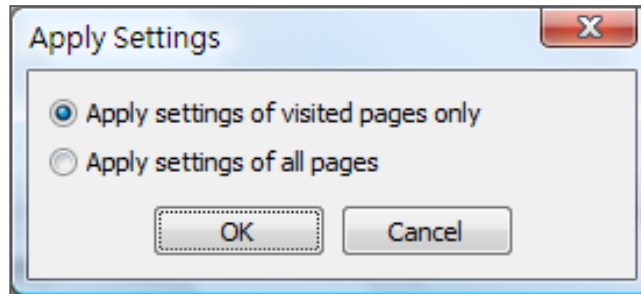 Apply Settings
Apply settings of visited pages only
Apply settings of all pages
OK
Cancel